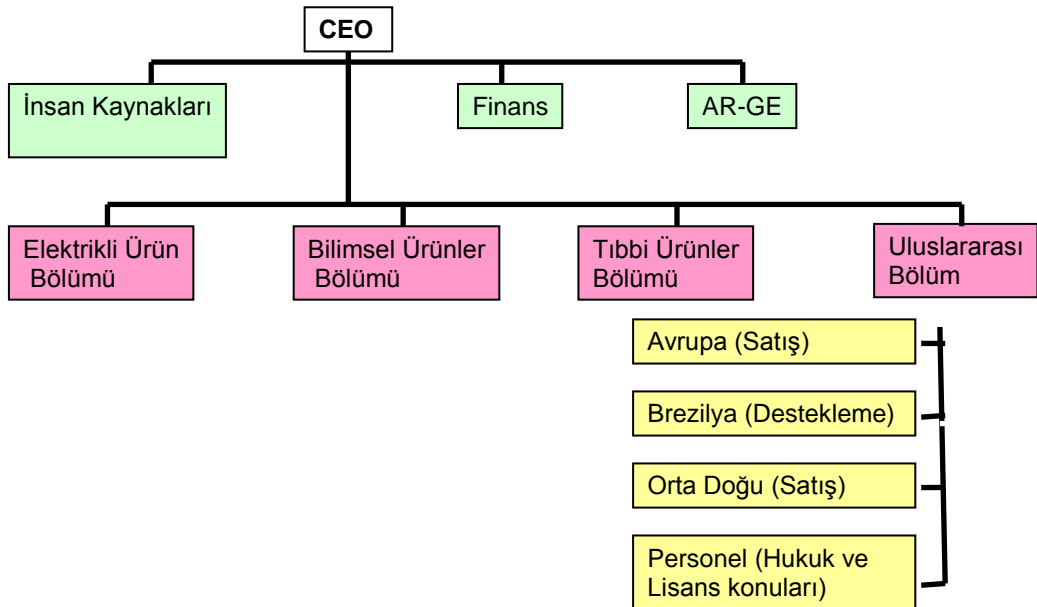 CEO
İnsan Kaynakları
Finans
AR-GE
Elektrikli Ürün
Bölümü
Bilimsel Ürünler
Bölümü
Tıbbi Ürünler
Bölümü
Uluslararası
Bölüm
Avrupa (Satış)
Brezilya (Destekleme)
Orta Doğu (Satış)
Personel (Hukuk ve
Lisans konuları)